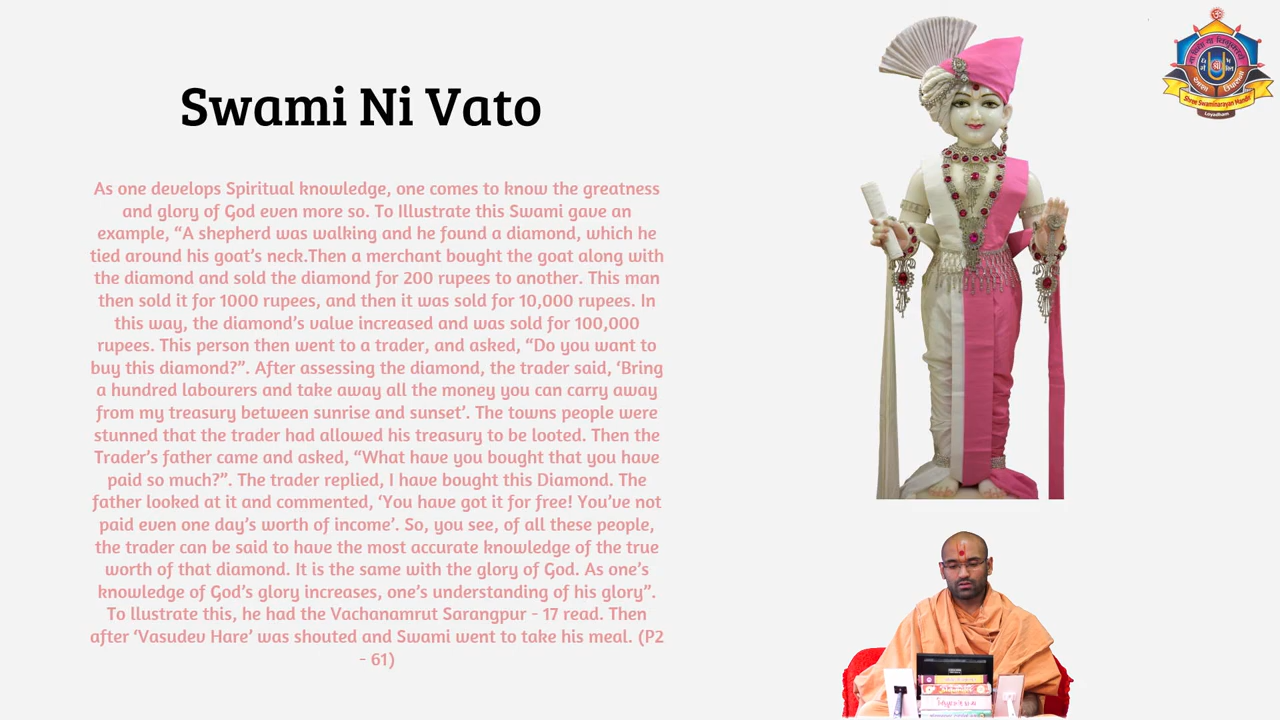 Swami Ni Vato
As one develops Spiritual knowledge, one comes to know the greatness
and glory of God even more so. To Illustrate this Swami gave an
example, “A shepherd was walking and he found a diamond, which he
tied around his goat’s neck.Then a merchant bought the goat along with
the diamond and sold the diamond for 200 rupees to another. This man
then sold it for 1000 rupees, and then it was sold for 10,000 rupees. In
this way, the diamond’s value increased and was sold for 100,000
rupees. This person then went to a trader, and asked, “Do you want to
buy this diamond?”. After assessing the diamond, the trader said, ‘Bring
a hundred labourers and take away all the money you can carry away
from my treasury between sunrise and sunset’. The towns people were
stunned that the trader had allowed his treasury to be looted. Then the
Trader’s father came and asked, “What have you bought that you have
paid so much?”. The trader replied, I have bought this Diamond. The
father looked at it and commented, ‘You have got it for free! You’ve not
paid even one day’s worth of income’. So, you see, of all these people,
the trader can be said to have the most accurate knowledge of the true
worth of that diamond. It is the same with the glory of God. As one’s
knowledge of God’s glory increases, one’s understanding of his glory”.
To llustrate this, he had the Vachanamrut Sarangpur - 17 read. Then
after ‘Vasudev Hare’ was shouted and Swami went to take his meal. (P2
- 61)
Shree Swaminarayan Mandir
Loyadham